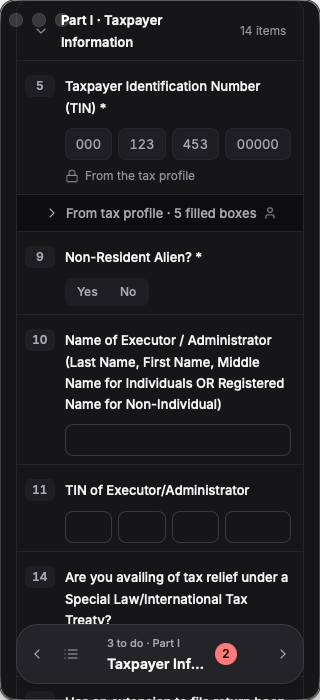 Part I · Taxpayer
Information
14 items
5
Taxpayer Identification Number
(TIN) *
000
123
453
00000
From the tax profile
From tax profile · 5 filled boxes
9
Non-Resident Alien? *
Yes
No
10
Name of Executor / Administrator
(Last Name, First Name, Middle
Name for Individuals OR Registered
Name for Non-Individual)
11
TIN of Executor/Administrator
14
Are you availing of tax relief under a
Special Law/International Tax
Treaty?
3 to do · Part I
Taxpayer Inf...
2